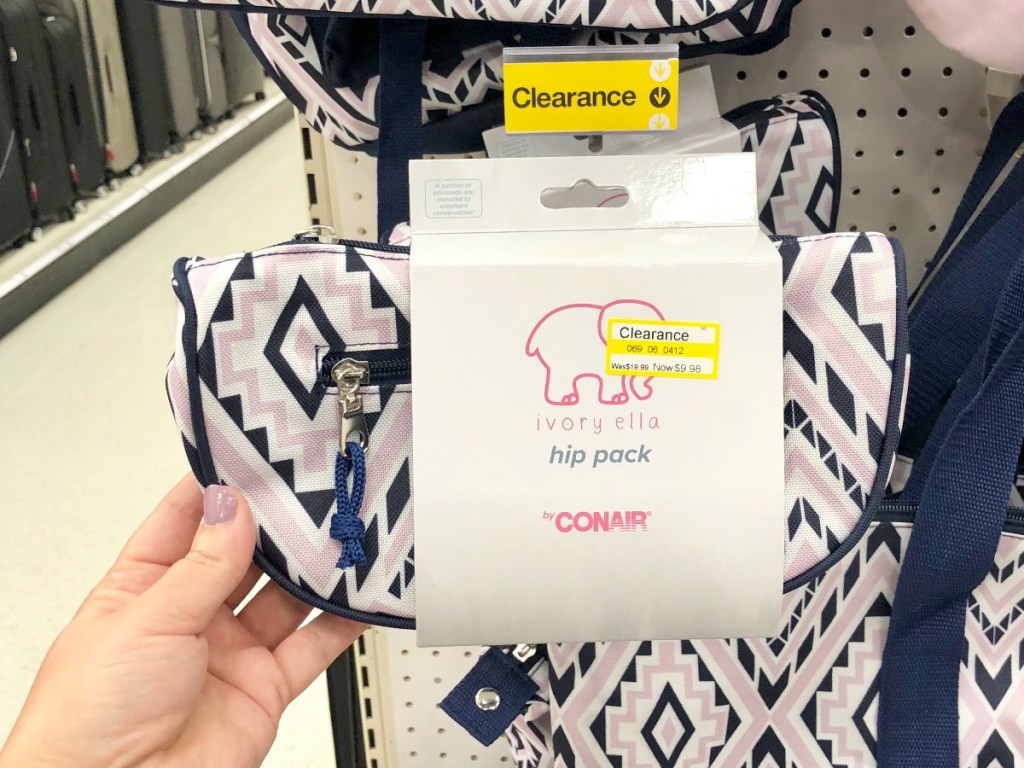 Clearance
A portion of
proceeds are
donated to
elephant
conservation*
Clearance
069 06 0412
Was$19.99 Now$9.98
ivory ella
hip pack
by CONAIR®